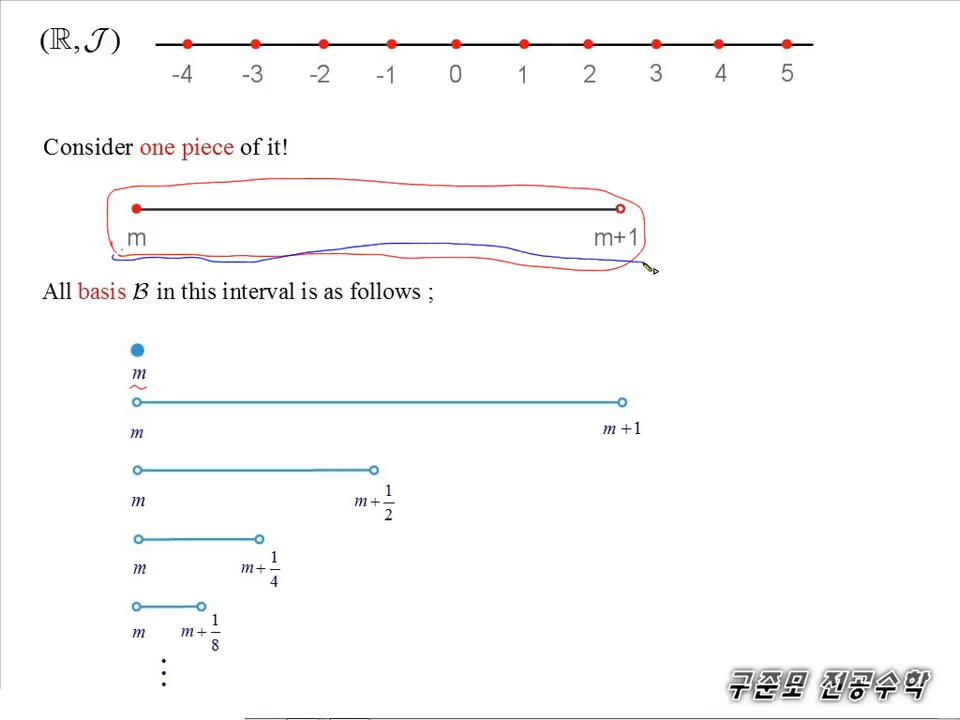 (ℝ, 𝒥)
-4 -3 -2 -1 0 1 2 3 4 5
Consider one piece of it!
m m+1
All basis ℬ in this interval is as follows ;
m
m m+1
m m+1/2
m m+1/4
m m+1/8
⋮
구준모 전공수학